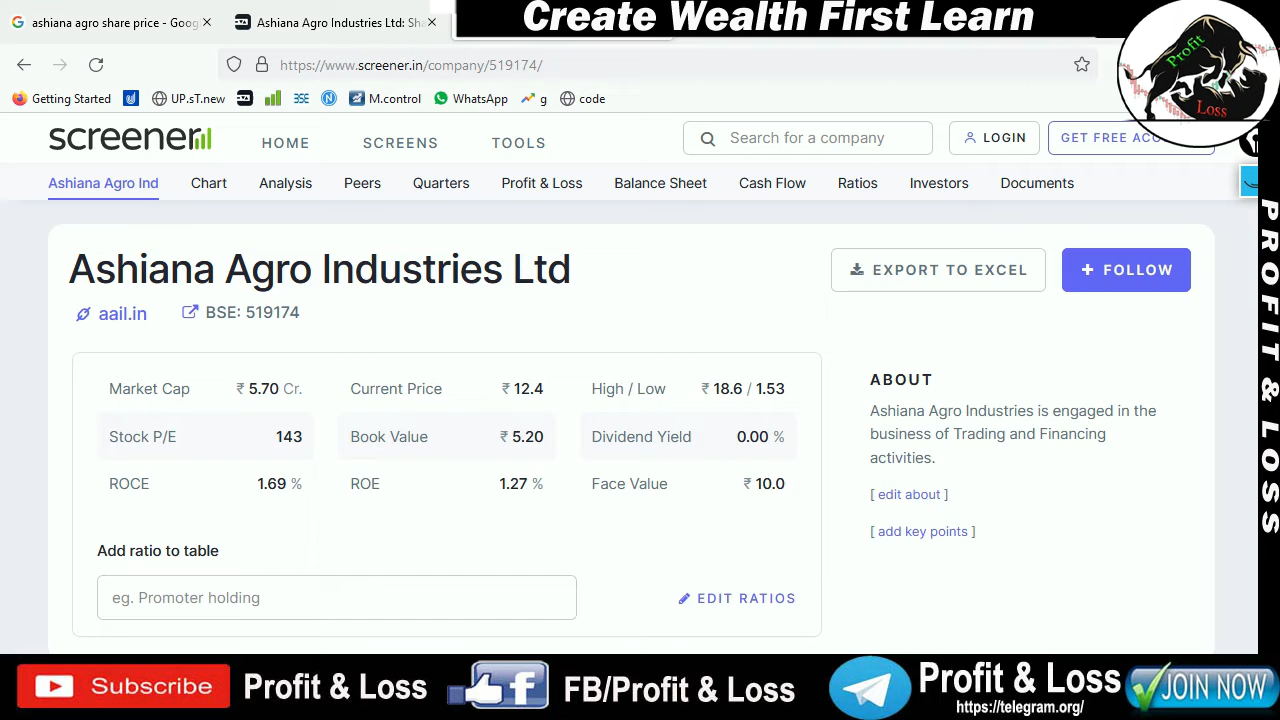 Create Wealth First Learn
ashiana agro share price - Goog
Ashiana Agro Industries Ltd: Sha
https://www.screener.in/company/519174/
Profit
Loss
Getting Started
UP.sT.new
M.control
WhatsApp
g
code
screener
HOME
SCREENS
TOOLS
Search for a company
LOGIN
GET FREE ACC
Ashiana Agro Ind
Chart
Analysis
Peers
Quarters
Profit & Loss
Balance Sheet
Cash Flow
Ratios
Investors
Documents
PROFIT & LOSS
Ashiana Agro Industries Ltd
EXPORT TO EXCEL
FOLLOW
aail.in
BSE: 519174
Market Cap ₹ 5.70 Cr.
Current Price ₹ 12.4
High / Low ₹ 18.6 / 1.53
Stock P/E 143
Book Value ₹ 5.20
Dividend Yield 0.00 %
ROCE 1.69 %
ROE 1.27 %
Face Value ₹ 10.0
Add ratio to table
eg. Promoter holding
EDIT RATIOS
ABOUT
Ashiana Agro Industries is engaged in the
business of Trading and Financing
activities.
[ edit about ]
[ add key points ]
Subscribe
Profit & Loss
FB/Profit & Loss
Profit & Loss
https://telegram.org/
JOIN NOW